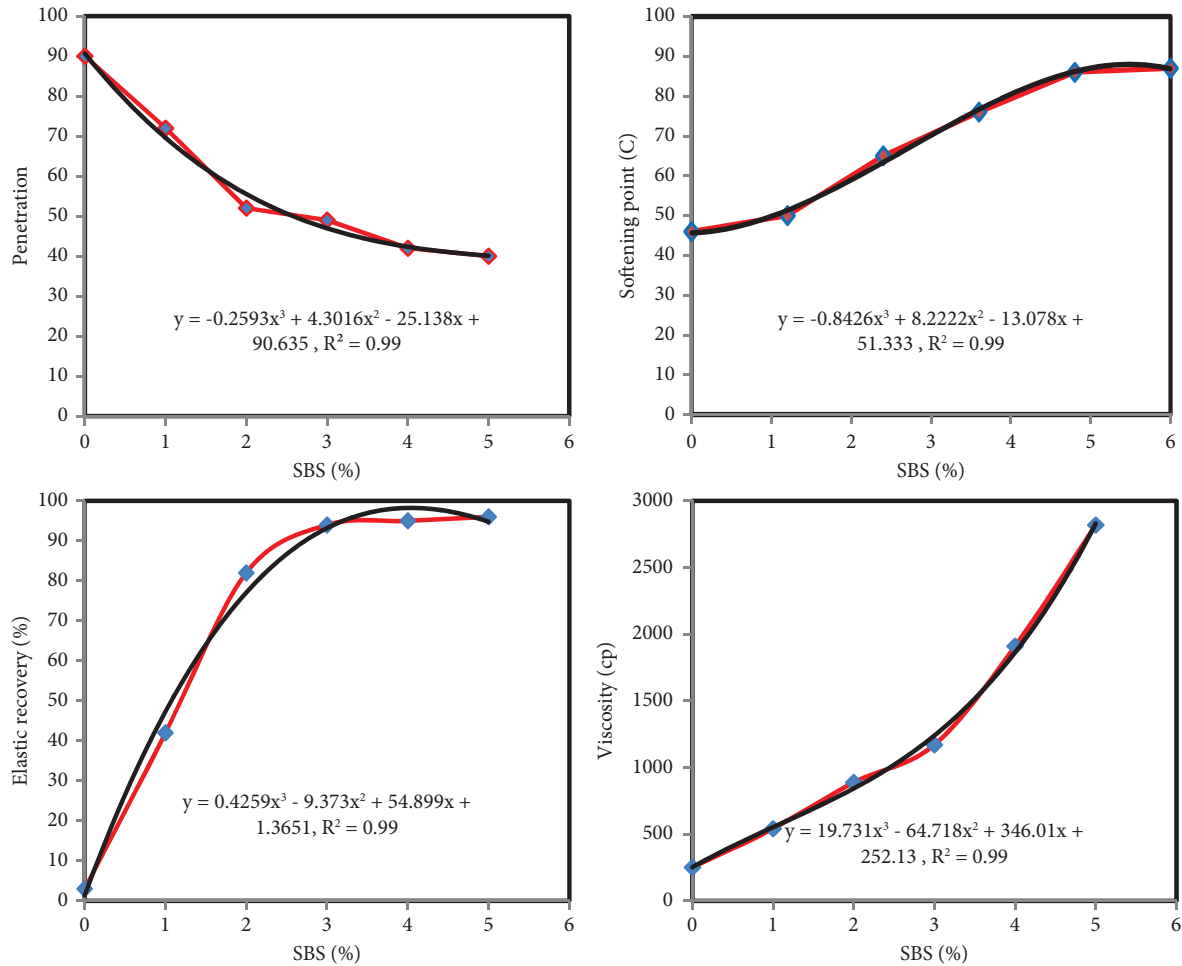 100
90
80
70
60
50
40
30
20
10
0
Penetration
y = -0.2593x³ + 4.3016x² - 25.138x +
90.635 , R² = 0.99
0 1 2 3 4 5 6
SBS (%)
100
90
80
70
60
50
40
30
20
10
0
Softening point (C)
y = -0.8426x³ + 8.2222x² - 13.078x +
51.333 , R² = 0.99
0 1 2 3 4 5 6
SBS (%)
100
90
80
70
60
50
40
30
20
10
0
Elastic recovery (%)
y = 0.4259x³ - 9.373x² + 54.899x +
1.3651, R² = 0.99
0 1 2 3 4 5 6
SBS (%)
3000
2500
2000
1500
1000
500
0
Viscosity (cp)
y = 19.731x³ - 64.718x² + 346.01x +
252.13 , R² = 0.99
0 1 2 3 4 5 6
SBS (%)